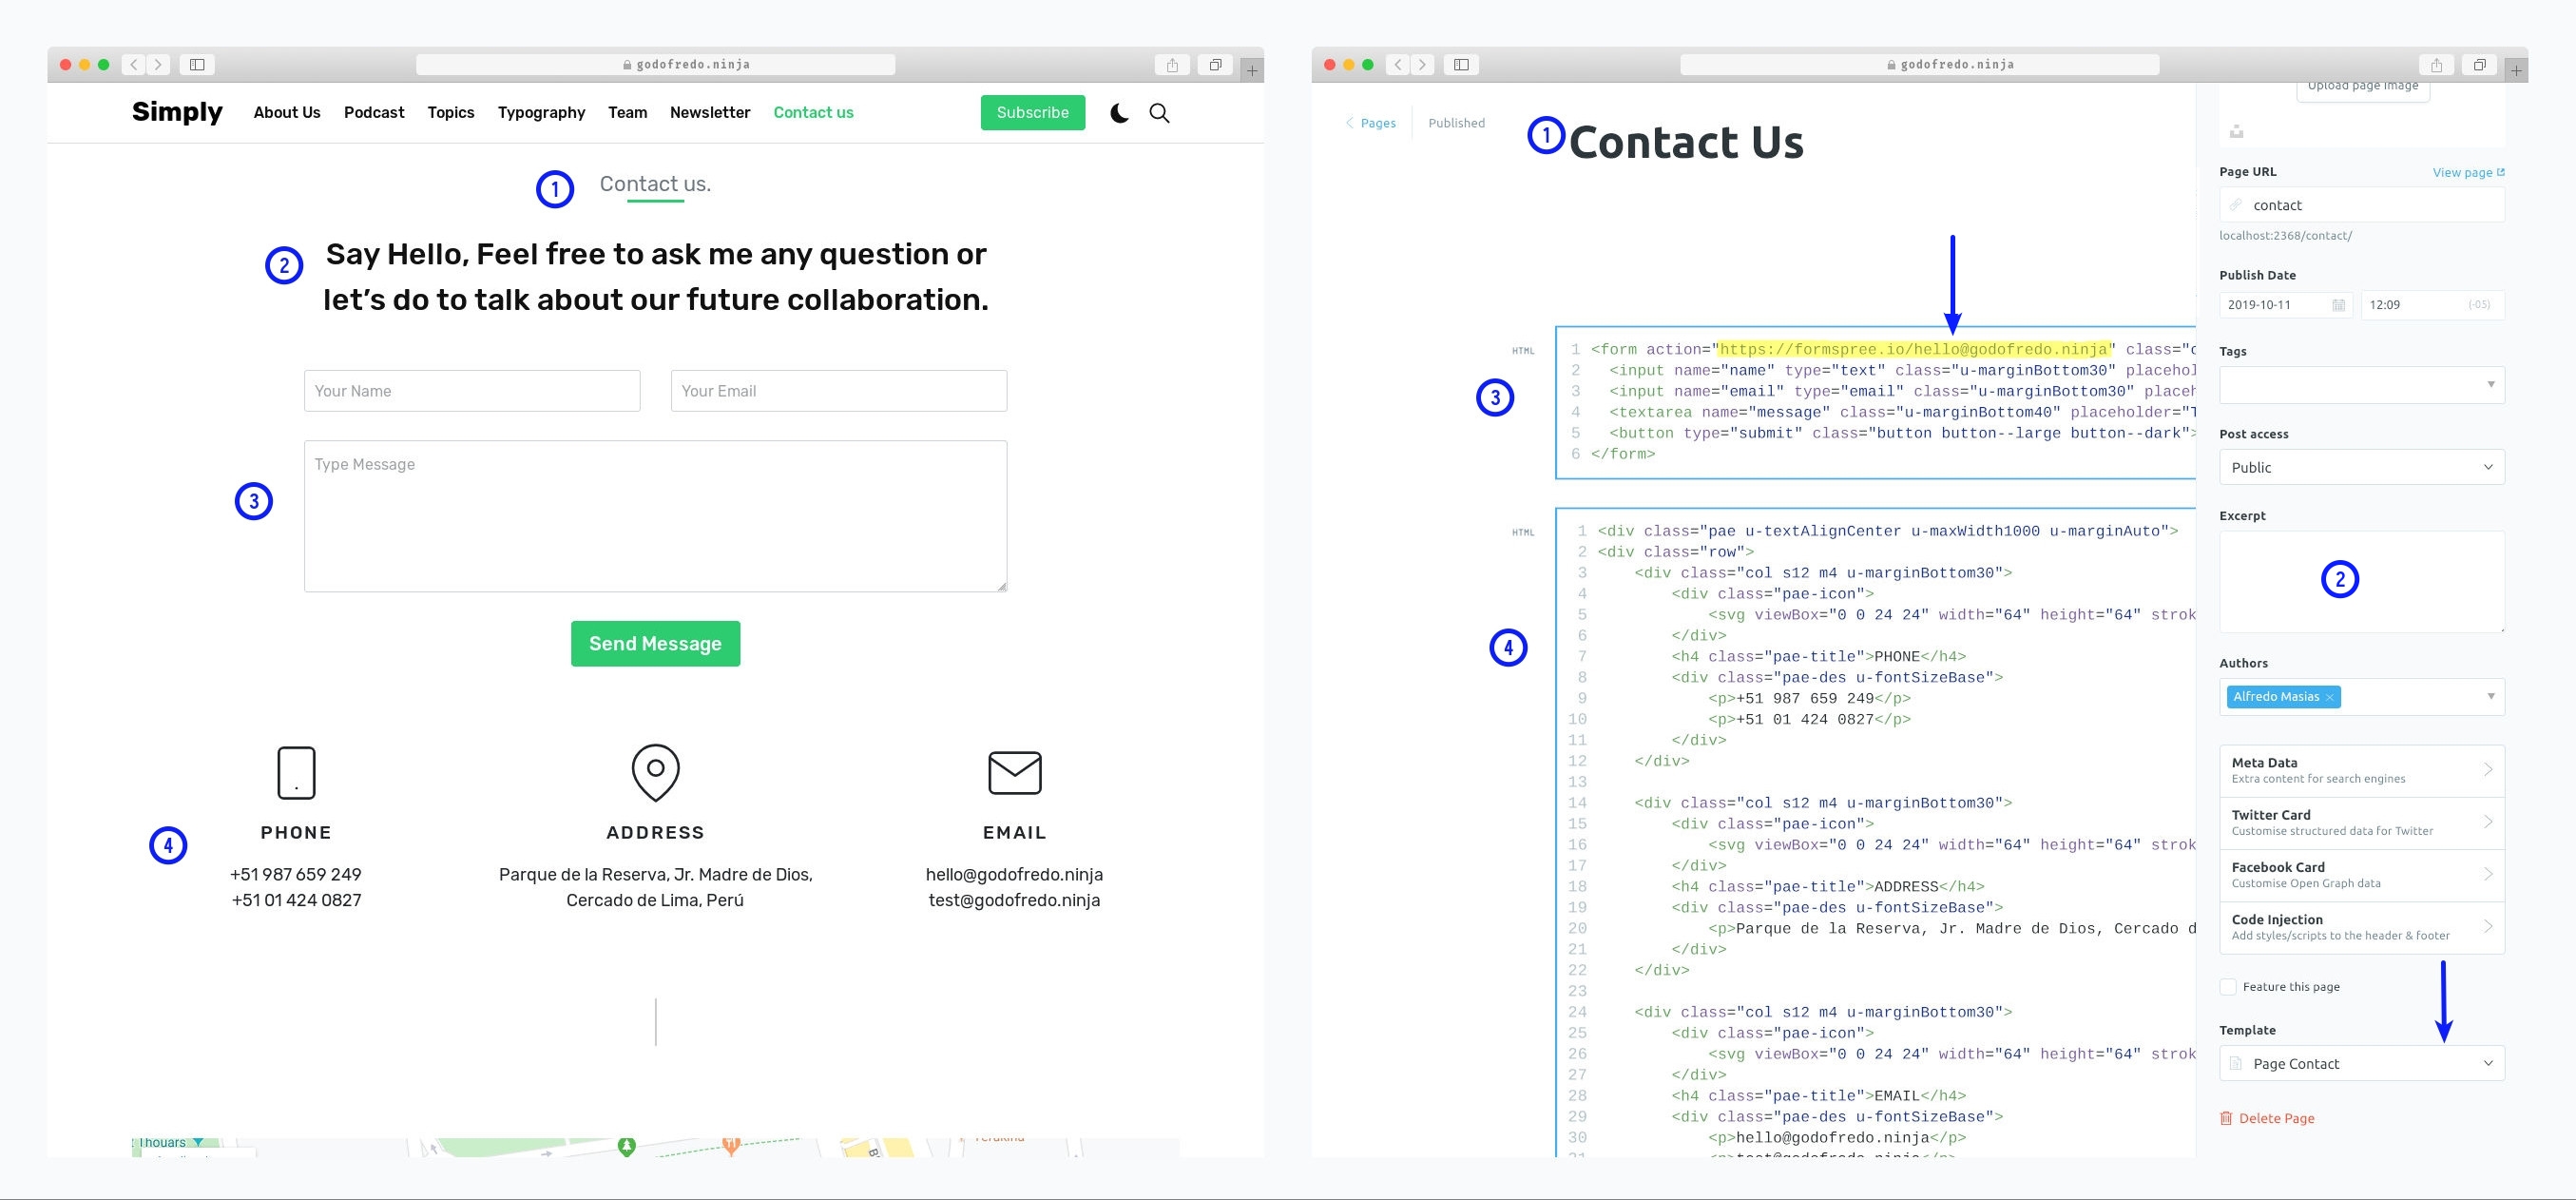 godofredo.ninja
Simply About Us Podcast Topics Typography Team Newsletter Contact us Subscribe
1 Contact us.
2 Say Hello, Feel free to ask me any question or
let’s do to talk about our future collaboration.
Your Name Your Email
Type Message
3
Send Message
4
PHONE ADDRESS EMAIL
+51 987 659 249 Parque de la Reserva, Jr. Madre de Dios, hello@godofredo.ninja
+51 01 424 0827 Cercado de Lima, Perú test@godofredo.ninja
Thouars
godofredo.ninja
Pages Published
1 Contact Us
HTML
3
1 <form action="https://formspree.io/hello@godofredo.ninja" class="c
2 <input name="name" type="text" class="u-marginBottom30" placehol
3 <input name="email" type="email" class="u-marginBottom30" placeh
4 <textarea name="message" class="u-marginBottom40" placeholder="T
5 <button type="submit" class="button button--large button--dark">
6 </form>
HTML
4
1 <div class="pae u-textAlignCenter u-maxWidth1000 u-marginAuto">
2 <div class="row">
3 <div class="col s12 m4 u-marginBottom30">
4 <div class="pae-icon">
5 <svg viewBox="0 0 24 24" width="64" height="64" strok
6 </div>
7 <h4 class="pae-title">PHONE</h4>
8 <div class="pae-des u-fontSizeBase">
9 <p>+51 987 659 249</p>
10 <p>+51 01 424 0827</p>
11 </div>
12 </div>
13
14 <div class="col s12 m4 u-marginBottom30">
15 <div class="pae-icon">
16 <svg viewBox="0 0 24 24" width="64" height="64" strok
17 </div>
18 <h4 class="pae-title">ADDRESS</h4>
19 <div class="pae-des u-fontSizeBase">
20 <p>Parque de la Reserva, Jr. Madre de Dios, Cercado d
21 </div>
22 </div>
23
24 <div class="col s12 m4 u-marginBottom30">
25 <div class="pae-icon">
26 <svg viewBox="0 0 24 24" width="64" height="64" strok
27 </div>
28 <h4 class="pae-title">EMAIL</h4>
29 <div class="pae-des u-fontSizeBase">
30 <p>hello@godofredo.ninja</p>
31 <p>test@godofredo.ninja</p>
Upload page image
Page URL View page
contact
localhost:2368/contact/
Publish Date
2019-10-11 12:09 (-05)
Tags
Post access
Public
Excerpt
2
Authors
Alfredo Masias ×
Meta Data
Extra content for search engines
Twitter Card
Customise structured data for Twitter
Facebook Card
Customise Open Graph data
Code Injection
Add styles/scripts to the header & footer
Feature this page
Template
Page Contact
Delete Page